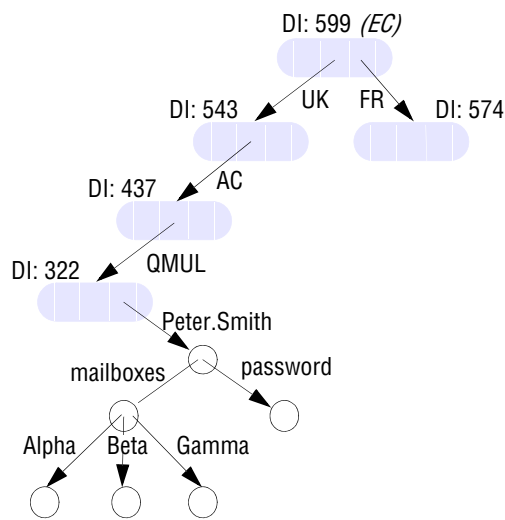 DI: 599 (EC)
UK
FR
DI: 543
DI: 574
AC
DI: 437
QMUL
DI: 322
Peter.Smith
mailboxes
password
Alpha
Beta
Gamma